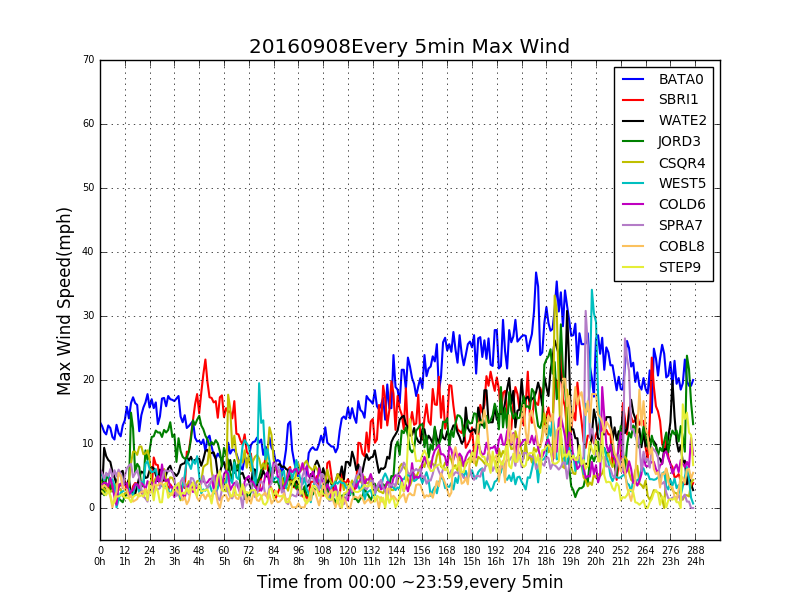 20160908Every 5min Max Wind
70
60
50
40
30
20
10
0
Max Wind Speed(mph)
BATA0
SBRI1
WATE2
JORD3
CSQR4
WEST5
COLD6
SPRA7
COBL8
STEP9
0 12 24 36 48 60 72 84 96 108 120 132 144 156 168 180 192 204 216 228 240 252 264 276 288
0h 1h 2h 3h 4h 5h 6h 7h 8h 9h 10h 11h 12h 13h 14h 15h 16h 17h 18h 19h 20h 21h 22h 23h 24h
Time from 00:00 ~23:59,every 5min